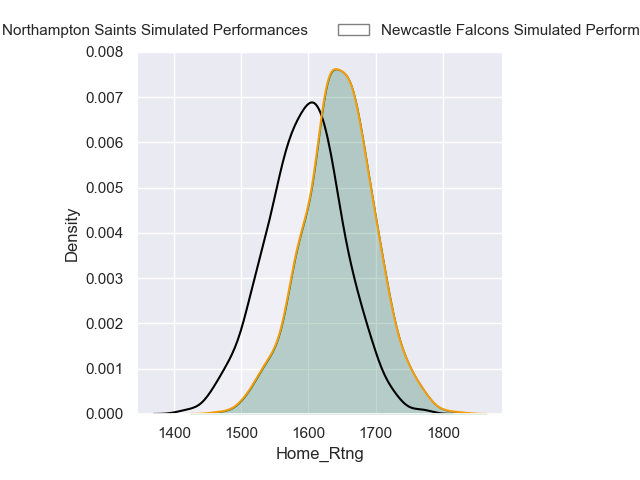 Northampton Saints Simulated Performances
Newcastle Falcons Simulated Perform
0.008
0.007
0.006
0.005
0.004
0.003
0.002
0.001
0.000
Density
1400 1500 1600 1700 1800
Home_Rtng